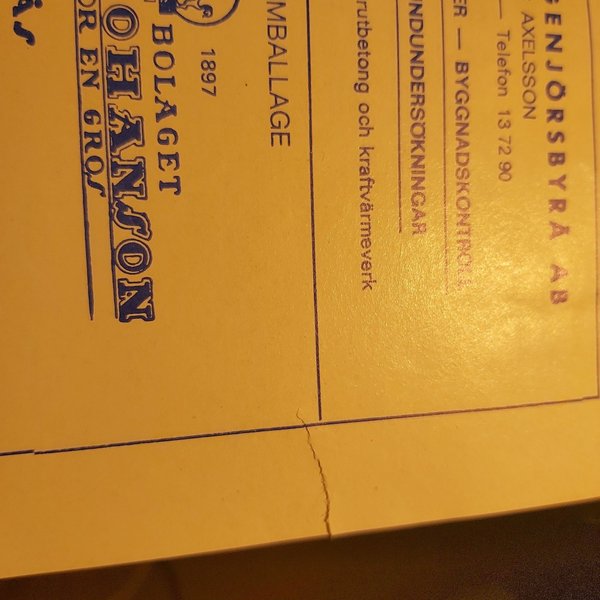 GENJÖRSBYRÅ AB
AXELSSON
— Telefon 13 72 90
ER — BYGGNADSKONTROLL
UNDUNDERSÖKNINGAR
rutbetong och kraftvärmeverk
MBALLAGE
1897
BOLAGET
OHANSON
OR EN GROS